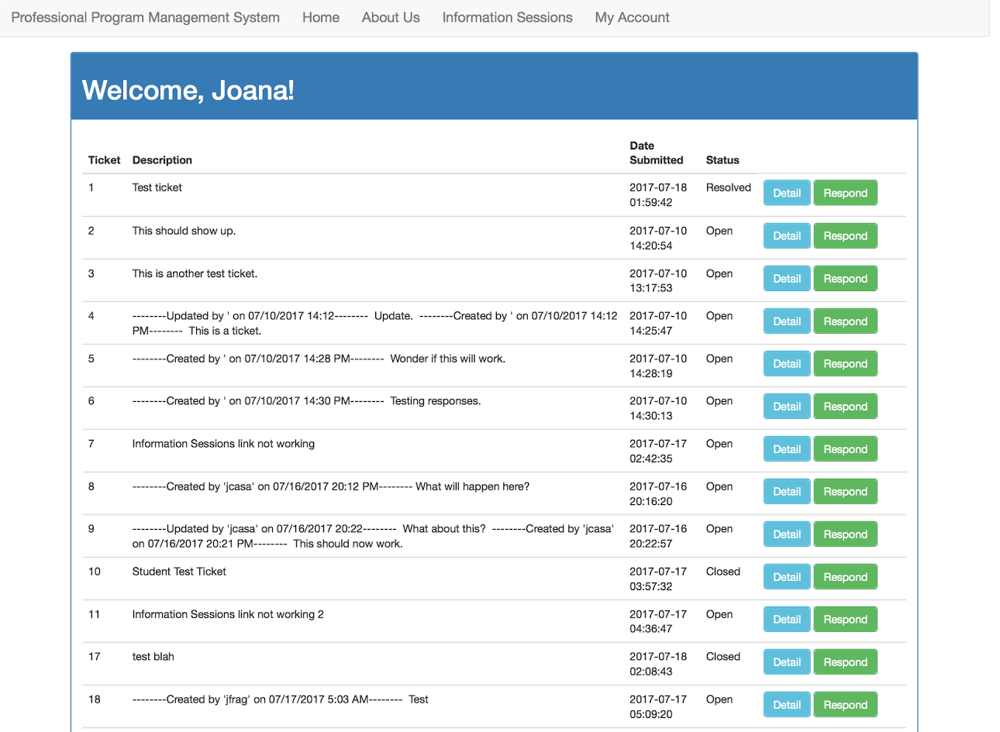 Professional Program Management System Home About Us Information Sessions My Account
Welcome, Joana!
Date
Ticket Description Submitted Status
1 Test ticket 2017-07-18 Resolved Detail Respond
01:59:42
2 This should show up. 2017-07-10 Open Detail Respond
14:20:54
3 This is another test ticket. 2017-07-10 Open Detail Respond
13:17:53
4 --------Updated by ' on 07/10/2017 14:12-------- Update. --------Created by ' on 07/10/2017 14:12 2017-07-10 Open Detail Respond
PM-------- This is a ticket. 14:25:47
5 --------Created by ' on 07/10/2017 14:28 PM-------- Wonder if this will work. 2017-07-10 Open Detail Respond
14:28:19
6 --------Created by ' on 07/10/2017 14:30 PM-------- Testing responses. 2017-07-10 Open Detail Respond
14:30:13
7 Information Sessions link not working 2017-07-17 Open Detail Respond
02:42:35
8 --------Created by 'jcasa' on 07/16/2017 20:12 PM-------- What will happen here? 2017-07-16 Open Detail Respond
20:16:20
9 --------Updated by 'jcasa' on 07/16/2017 20:22-------- What about this? --------Created by 'jcasa' 2017-07-16 Open Detail Respond
on 07/16/2017 20:21 PM-------- This should now work. 20:22:57
10 Student Test Ticket 2017-07-17 Closed Detail Respond
03:57:32
11 Information Sessions link not working 2 2017-07-17 Open Detail Respond
04:36:47
17 test blah 2017-07-18 Closed Detail Respond
02:08:43
18 --------Created by 'jfrag' on 07/17/2017 5:03 AM-------- Test 2017-07-17 Open Detail Respond
05:09:20